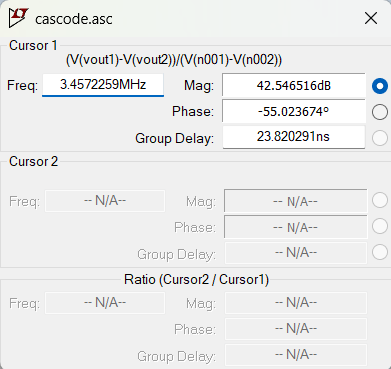 cascode.asc
Cursor 1
(V(vout1)-V(vout2))/(V(n001)-V(n002))
Freq: 3.4572259MHz Mag: 42.546516dB
Phase: -55.023674º
Group Delay: 23.820291ns
Cursor 2
Freq: -- N/A-- Mag: -- N/A--
Phase: -- N/A--
Group Delay: -- N/A--
Ratio (Cursor2 / Cursor1)
Freq: -- N/A-- Mag: -- N/A--
Phase: -- N/A--
Group Delay: -- N/A--